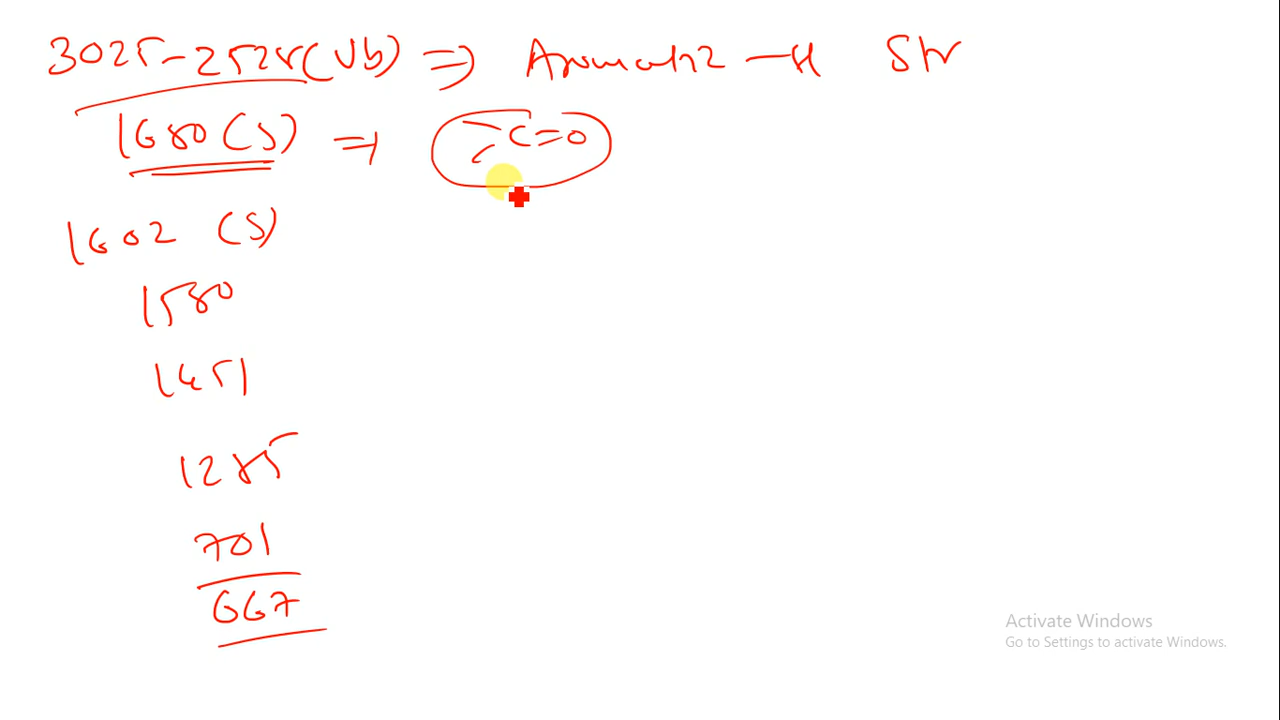 3025-2525(Vb) ⇒ Aromatic -H Str
1680 (S) ⇒ >C=O
1602 (S)
1580
1451
1285
701
667
Activate Windows
Go to Settings to activate Windows.